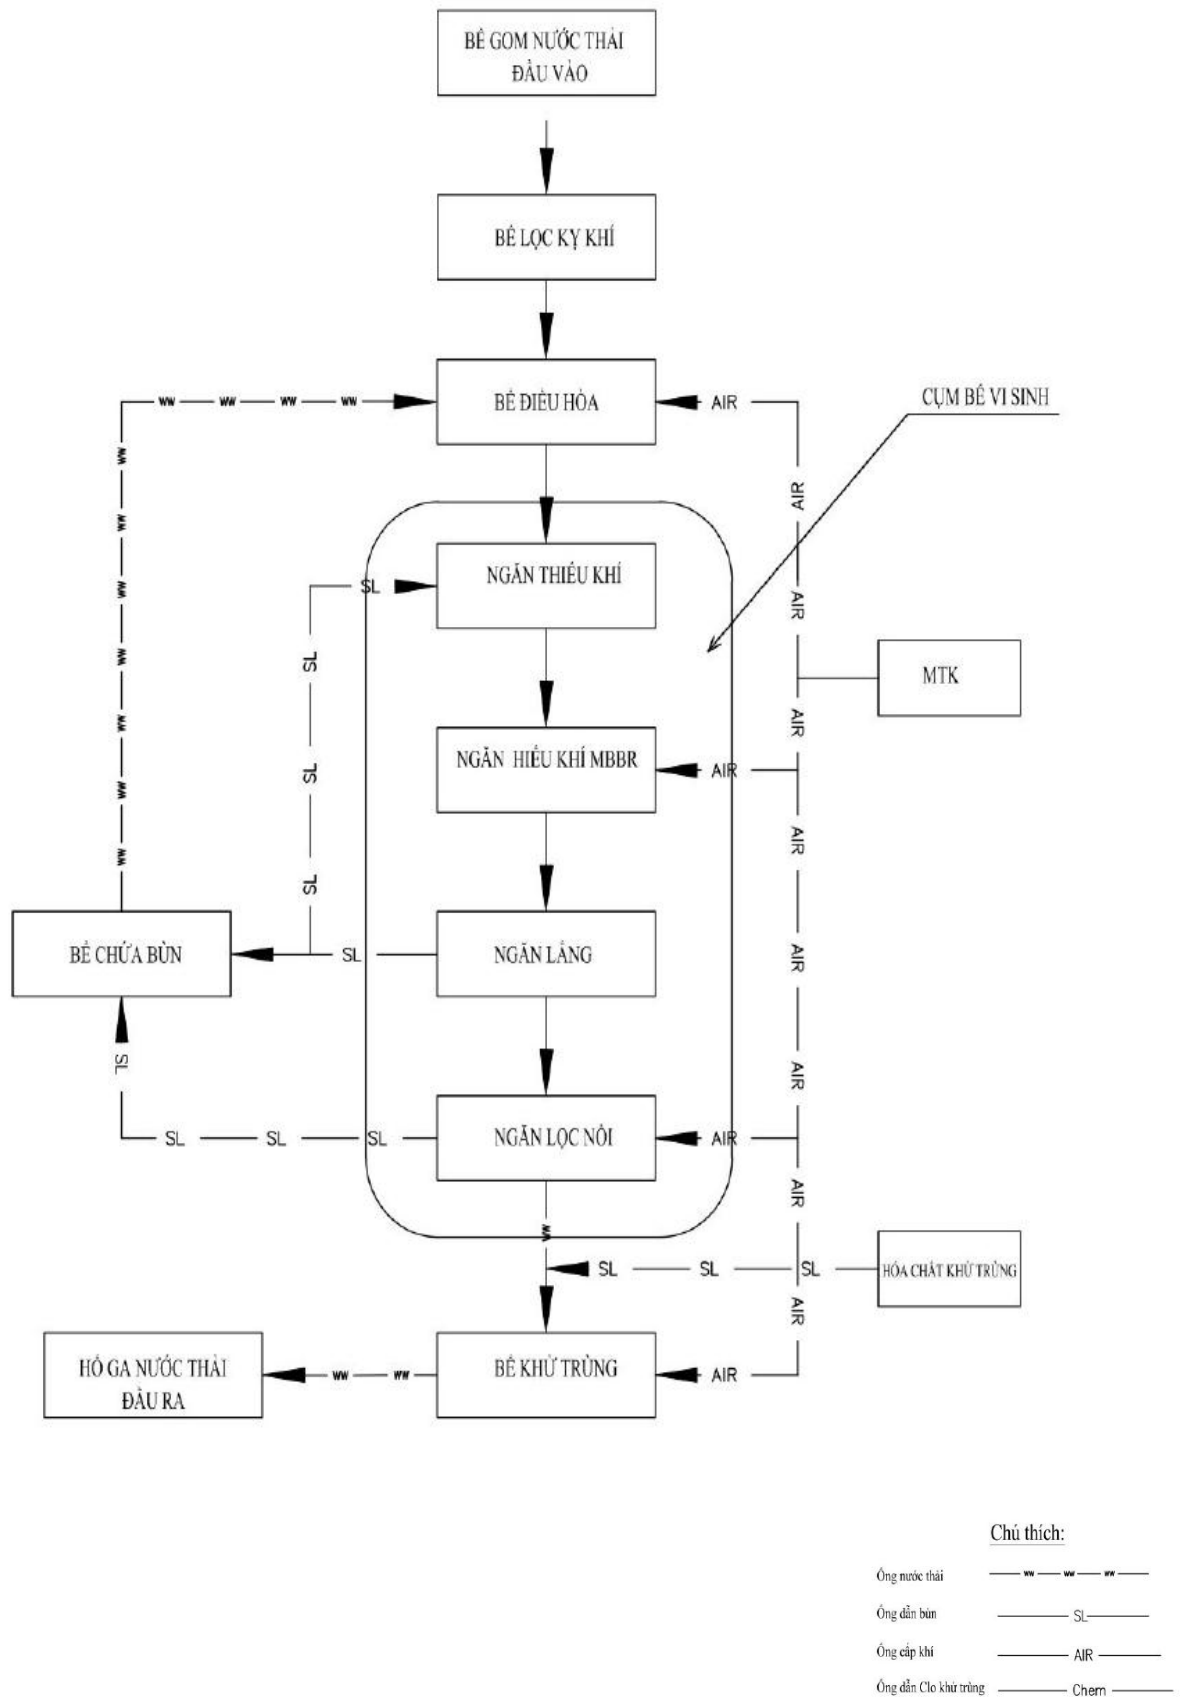 BỂ GOM NƯỚC THẢI
ĐẦU VÀO
BỂ LỌC KỴ KHÍ
WW WW WW WW
BỂ ĐIỀU HÒA
AIR
CỤM BỂ VI SINH
WW
AIR
WW
NGĂN THIẾU KHÍ
SL
WW
AIR
WW
SL
MTK
WW
AIR
NGĂN HIẾU KHÍ MBBR
AIR
SL
WW
AIR
WW
SL
BỂ CHỨA BÙN
SL
NGĂN LẮNG
AIR
SL
AIR
SL SL SL
NGĂN LỌC NỔI
AIR
AIR
WW
SL SL SL
HÓA CHẤT KHỬ TRÙNG
AIR
HỐ GA NƯỚC THẢI
ĐẦU RA
WW WW
BỂ KHỬ TRÙNG
AIR
Chú thích:
Ống nước thải WW WW WW
Ống dẫn bùn SL
Ống cấp khí AIR
Ống dẫn Clo khử trùng Chem